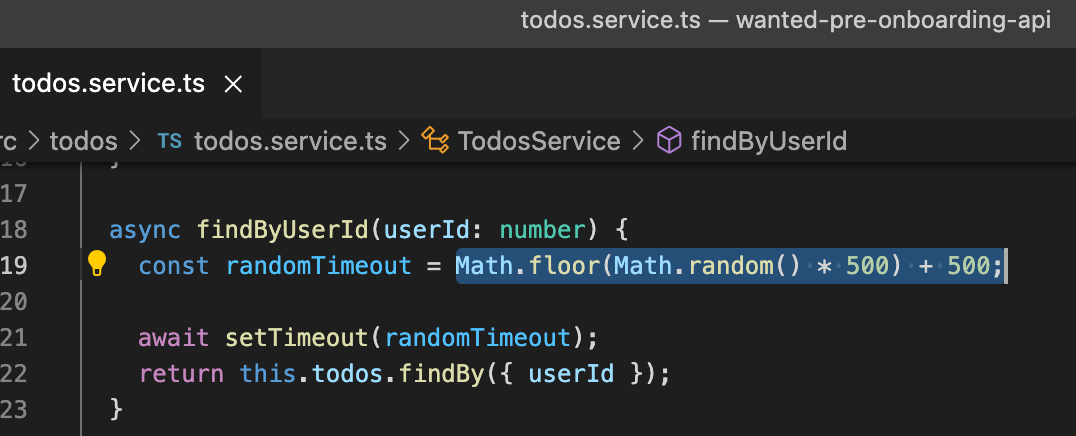 todos.service.ts — wanted-pre-onboarding-api
todos.service.ts ×
rc > todos > TS todos.service.ts > TodosService > findByUserId
17
18 async findByUserId(userId: number) {
19 const randomTimeout = Math.floor(Math.random() * 500) + 500;
20
21 await setTimeout(randomTimeout);
22 return this.todos.findBy({ userId });
23 }